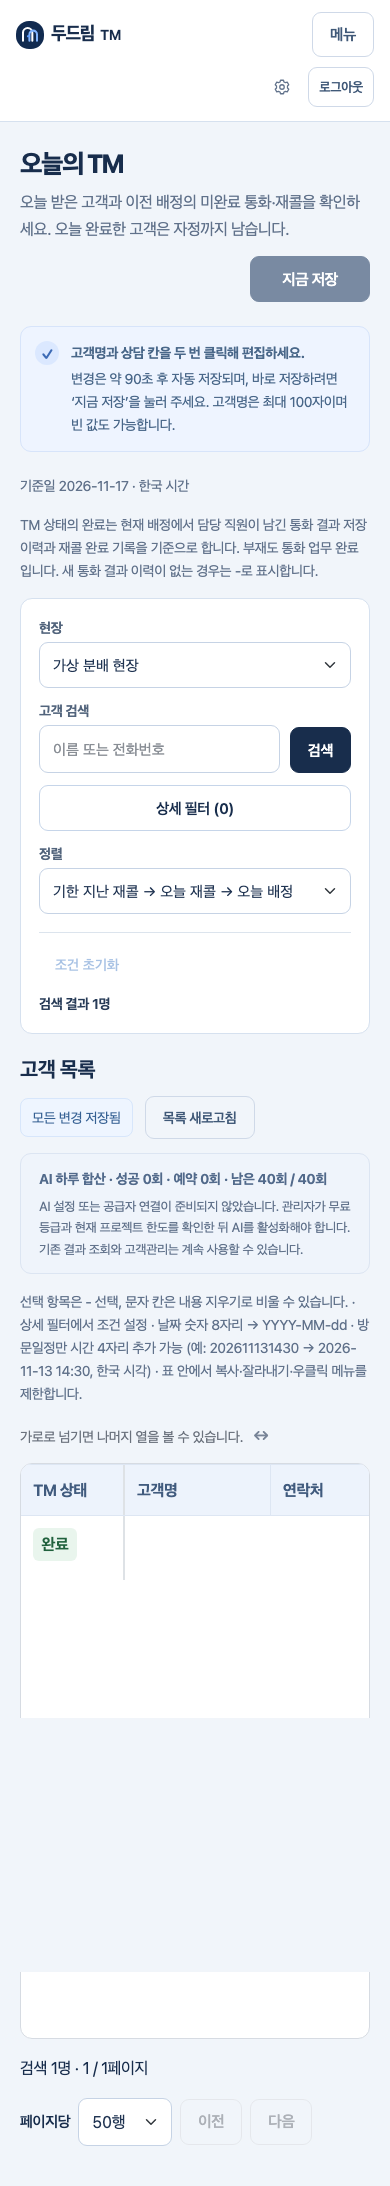 두드림 TM
메뉴
로그아웃
오늘의 TM
오늘 받은 고객과 이전 배정의 미완료 통화·재콜을 확인하
세요. 오늘 완료한 고객은 자정까지 남습니다.
지금 저장
고객명과 상담 칸을 두 번 클릭해 편집하세요.
변경은 약 90초 후 자동 저장되며, 바로 저장하려면
‘지금 저장’을 눌러 주세요. 고객명은 최대 100자이며
빈 값도 가능합니다.
기준일 2026-11-17 · 한국 시간
TM 상태의 완료는 현재 배정에서 담당 직원이 남긴 통화 결과 저장
이력과 재콜 완료 기록을 기준으로 합니다. 부재도 통화 업무 완료
입니다. 새 통화 결과 이력이 없는 경우는 -로 표시합니다.
현장
가상 분배 현장
고객 검색
이름 또는 전화번호
검색
상세 필터 (0)
정렬
기한 지난 재콜 → 오늘 재콜 → 오늘 배정
조건 초기화
검색 결과 1명
고객 목록
모든 변경 저장됨
목록 새로고침
AI 하루 합산 · 성공 0회 · 예약 0회 · 남은 40회 / 40회
AI 설정 또는 공급자 연결이 준비되지 않았습니다. 관리자가 무료
등급과 현재 프로젝트 한도를 확인한 뒤 AI를 활성화해야 합니다.
기존 결과 조회와 고객관리는 계속 사용할 수 있습니다.
선택 항목은 - 선택, 문자 칸은 내용 지우기로 비울 수 있습니다. ·
상세 필터에서 조건 설정 · 날짜 숫자 8자리 → YYYY-MM-dd · 방
문일정만 시간 4자리 추가 가능 (예: 202611131430 → 2026-
11-13 14:30, 한국 시각) · 표 안에서 복사·잘라내기·우클릭 메뉴를
제한합니다.
가로로 넘기면 나머지 열을 볼 수 있습니다. ↔
TM 상태
고객명
연락처
완료
검색 1명 · 1 / 1페이지
페이지당
50행
이전
다음